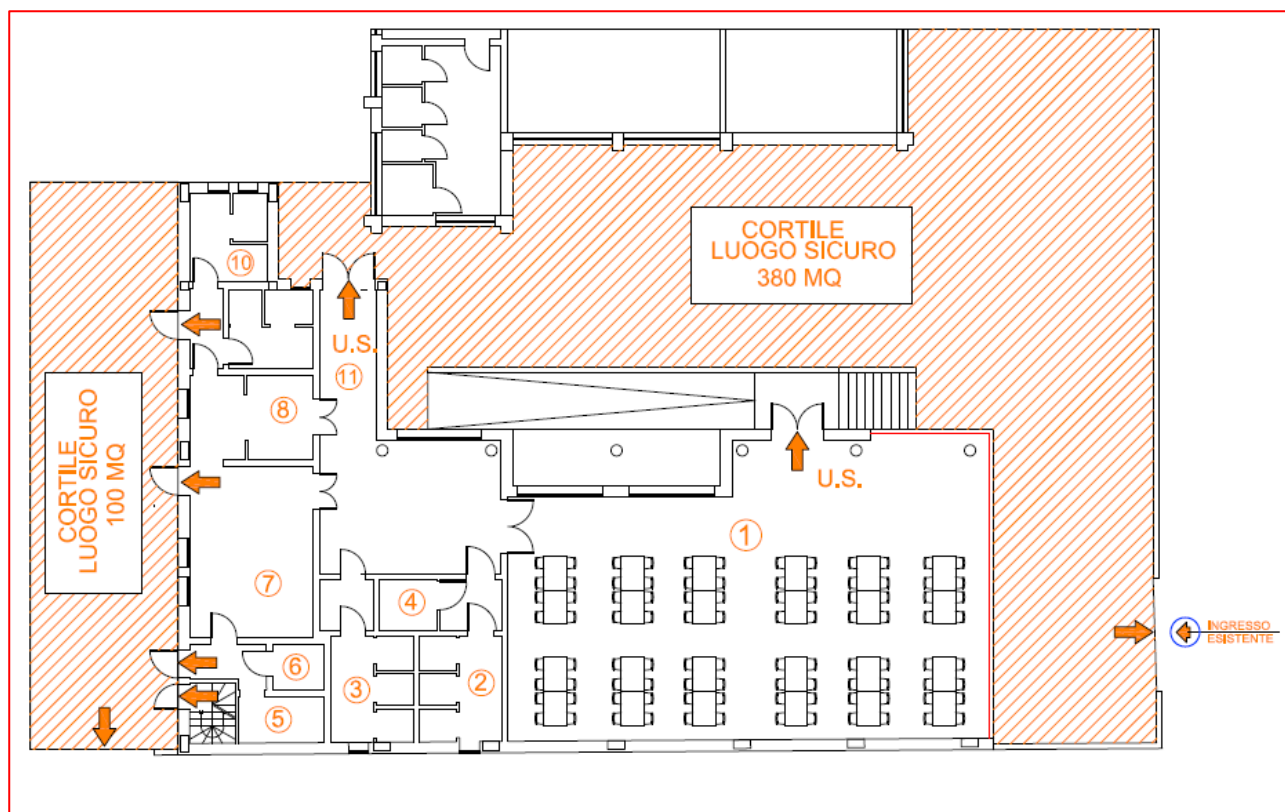 CORTILE
LUOGO SICURO
380 MQ
10
U.S.
11
8
CORTILE
LUOGO SICURO
100 MQ
U.S.
1
7
4
INGRESSO
ESISTENTE
6
3
2
5